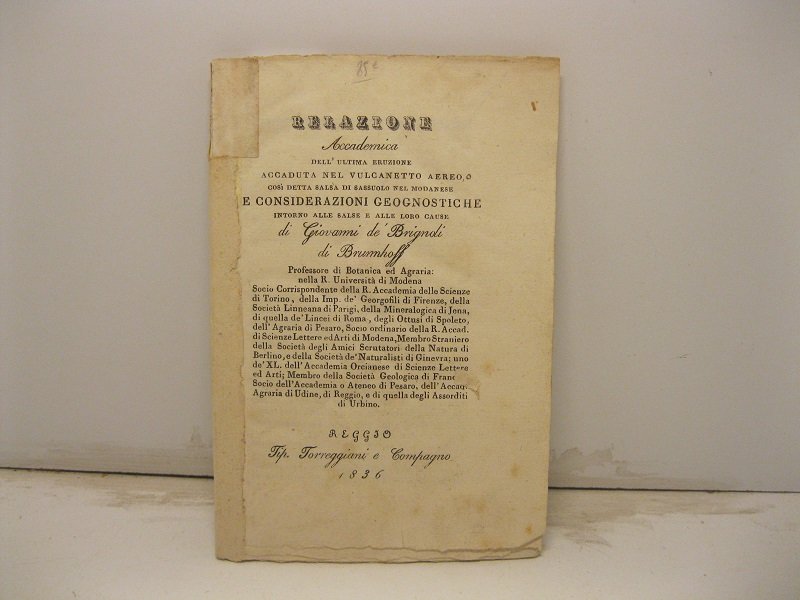 85 e
RELAZIONE
Accademica
DELL' ULTIMA ERUZIONE
ACCADUTA NEL VULCANETTO AEREO, O
COSÌ DETTA SALSA DI SASSUOLO NEL MODANESE
E CONSIDERAZIONI GEOGNOSTICHE
INTORNO ALLE SALSE E ALLE LORO CAUSE
di Giovanni de' Brignoli
di Brunnhoff
Professore di Botanica ed Agraria:
nella R. Università di Modena
Socio Corrispondente della R. Accademia delle Scienze
di Torino, della Imp. de' Georgofili di Firenze, della
Società Linneana di Parigi, della Mineralogica di Jena,
di quella de' Lincei di Roma, degli Ottusi di Spoleto,
dell' Agraria di Pesaro, Socio ordinario della R. Accad.
di Scienze Lettere ed Arti di Modena, Membro Straniero
della Società degli Amici Scrutatori della Natura di
Berlino, e della Società de' Naturalisti di Ginevra; uno
de' XL. dell' Accademia Orcianese di Scienze Lettere
ed Arti; Membro della Società Geologica di Franc
Socio dell' Accademia o Ateneo di Pesaro, dell' Accad.
Agraria di Udine, di Reggio, e di quella degli Assorditi
di Urbino.
REGGIO
Tip. Torreggiani e Compagno
1836